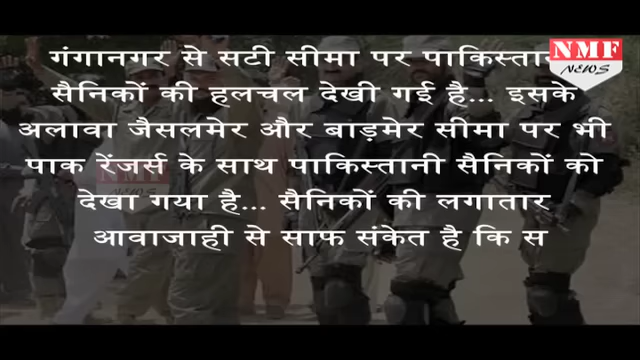 गंगानगर से सटी सीमा पर पाकिस्तान
सैनिकों की हलचल देखी गई है... इसके
अलावा जैसलमेर और बाड़मेर सीमा पर भी
पाक रेंजर्स के साथ पाकिस्तानी सैनिकों को
देखा गया है... सैनिकों की लगातार
आवाजाही से साफ संकेत है कि स
NMF
NEWS